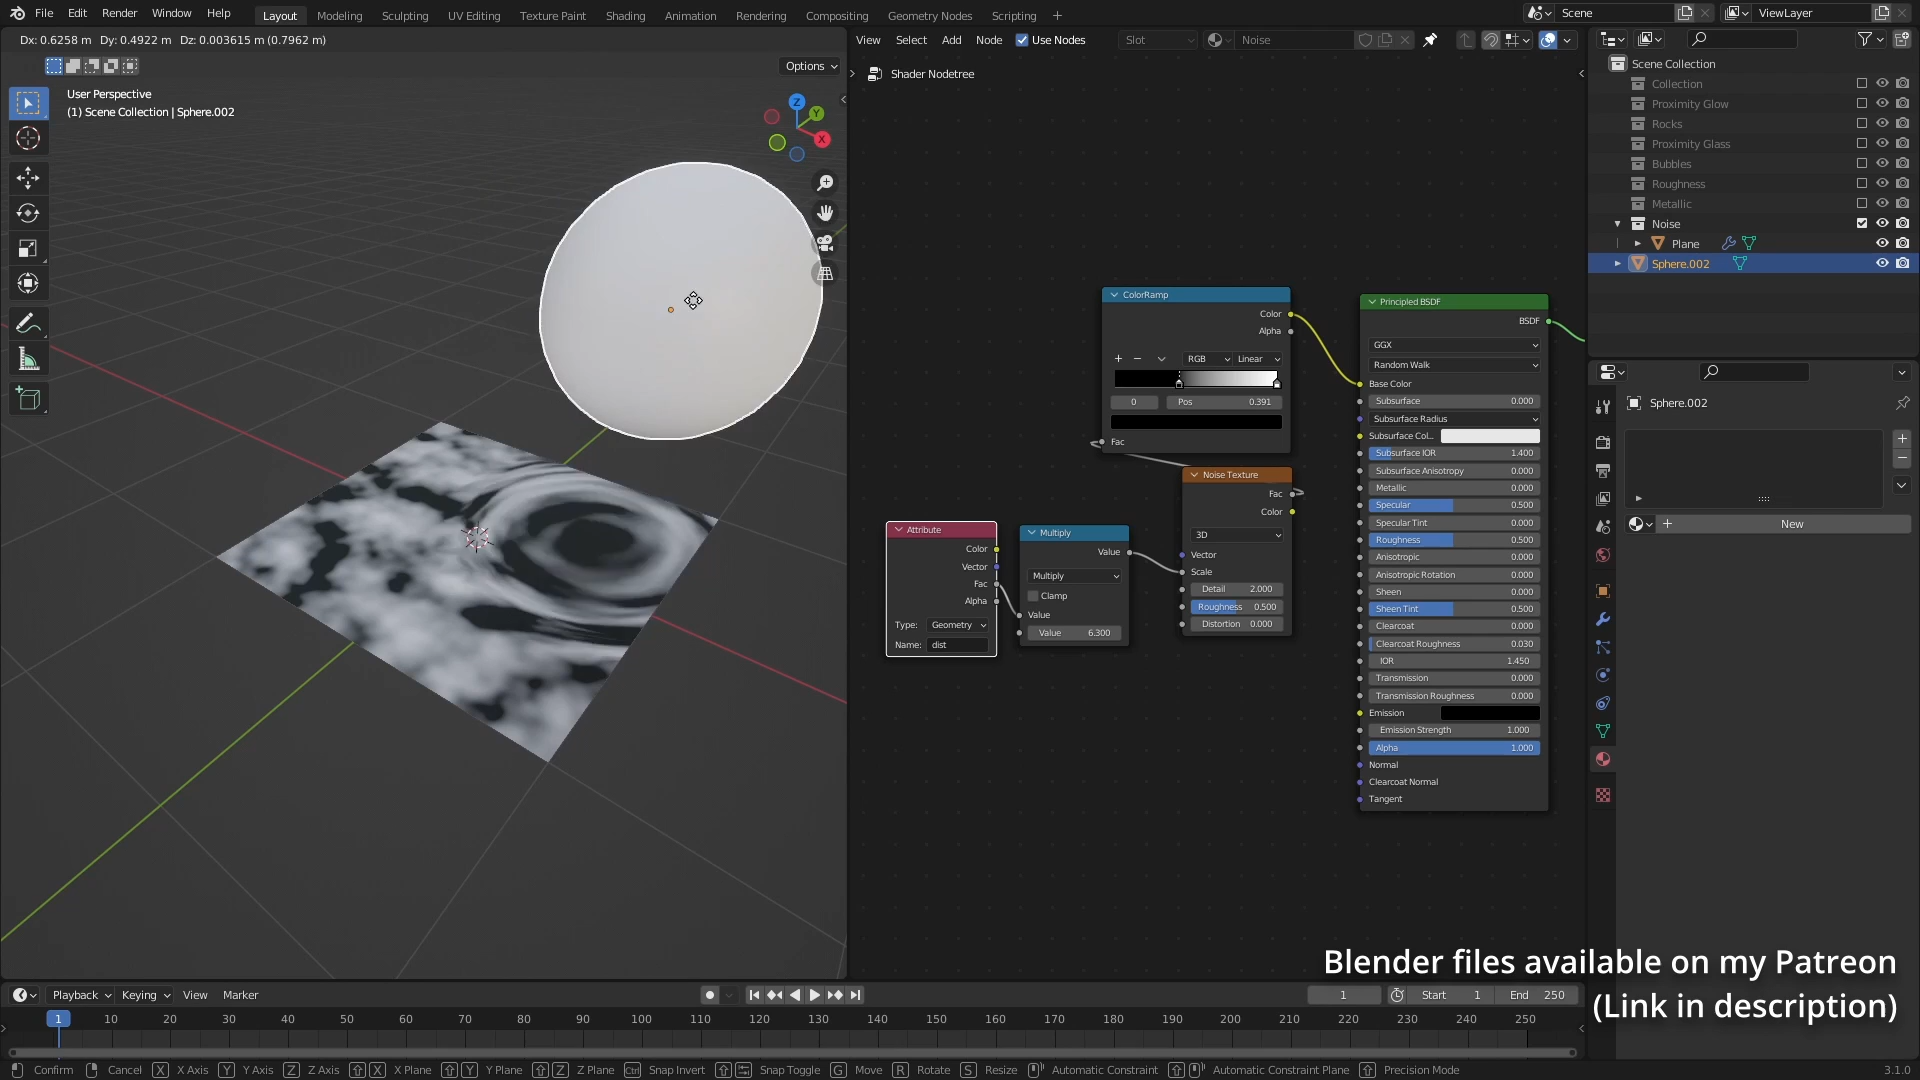 File Edit Render Window Help
Layout Modeling Sculpting UV Editing Texture Paint Shading Animation Rendering Compositing Geometry Nodes Scripting +
Scene
ViewLayer
Dx: 0.6258 m Dy: 0.4922 m Dz: 0.003615 m (0.7962 m)
Options
User Perspective
(1) Scene Collection | Sphere.002
Z
Y
X
View Select Add Node Use Nodes Slot Noise
Shader Nodetree
ColorRamp
Color
Alpha
+ − RGB Linear
0 Pos 0.391
Fac
Noise Texture
Fac
Color
3D
Vector
Scale
Detail 2.000
Roughness 0.500
Distortion 0.000
Attribute
Color
Vector
Fac
Alpha
Type: Geometry
Name: dist
Multiply
Value
Multiply
Clamp
Value
Value 6.300
Principled BSDF
BSDF
GGX
Random Walk
Base Color
Subsurface 0.000
Subsurface Radius
Subsurface Col..
Subsurface IOR 1.400
Subsurface Anisotropy 0.000
Metallic 0.000
Specular 0.500
Specular Tint 0.000
Roughness 0.500
Anisotropic 0.000
Anisotropic Rotation 0.000
Sheen 0.000
Sheen Tint 0.500
Clearcoat 0.000
Clearcoat Roughness 0.030
IOR 1.450
Transmission 0.000
Transmission Roughness 0.000
Emission
Emission Strength 1.000
Alpha 1.000
Normal
Clearcoat Normal
Tangent
Scene Collection
Collection
Proximity Glow
Rocks
Proximity Glass
Bubbles
Roughness
Metallic
Noise
Plane
Sphere.002
Sphere.002
+ New
Blender files available on my Patreon
(Link in description)
Playback Keying View Marker
1 Start 1 End 250
1 10 20 30 40 50 60 70 80 90 100 110 120 130 140 150 160 170 180 190 200 210 220 230 240 250
Confirm Cancel X X Axis Y Y Axis Z Z Axis X X Plane Y Y Plane Z Z Plane Ctrl Snap Invert Snap Toggle G Move R Rotate S Resize Automatic Constraint Automatic Constraint Plane Precision Mode
3.1.0